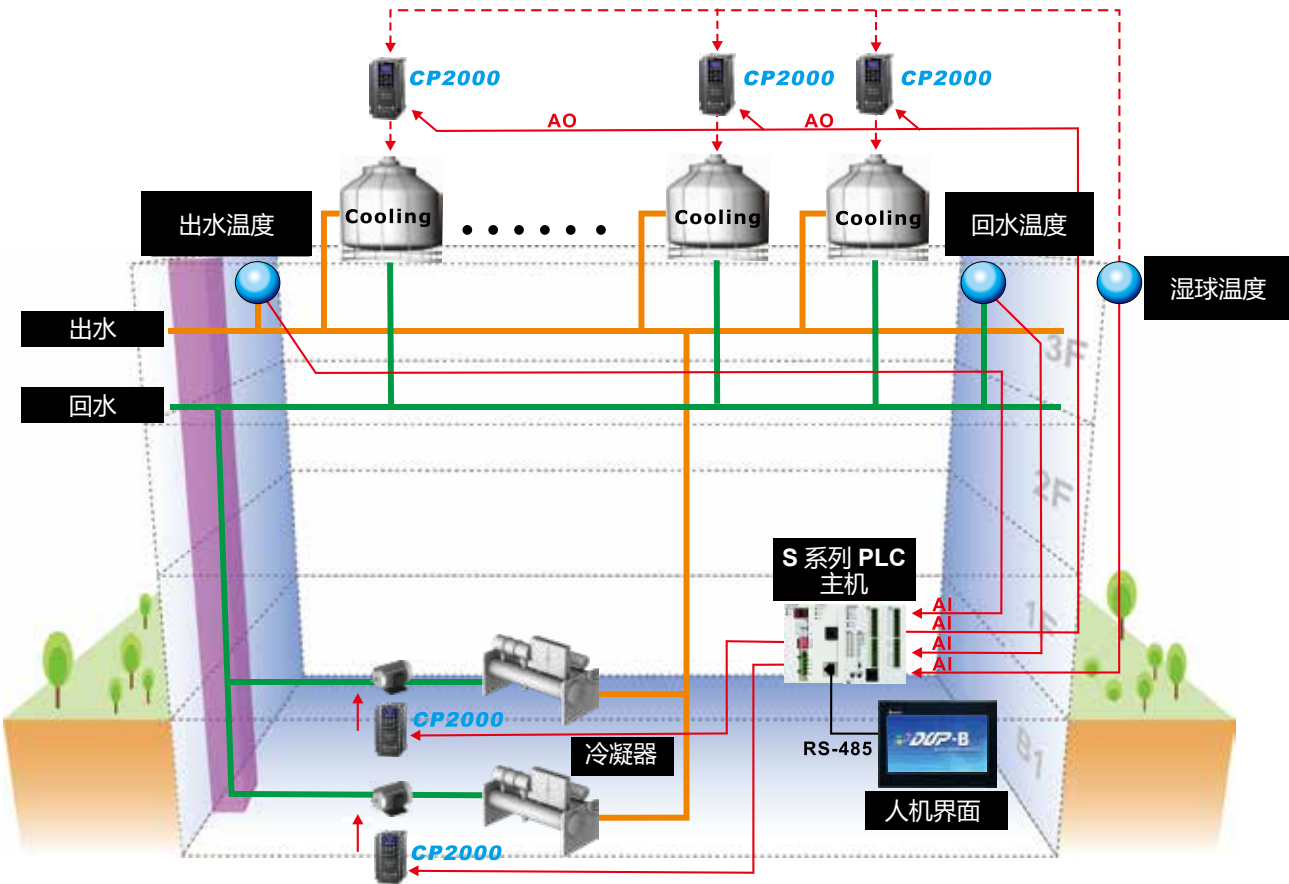 CP2000
CP2000
CP2000
AO
AO
出水温度
Cooling
Cooling
Cooling
回水温度
湿球温度
出水
回水
3F
2F
1F
B1
S 系列 PLC
主机
AI
AI
AI
AI
CP2000
冷凝器
RS-485
DOP-B
人机界面
CP2000